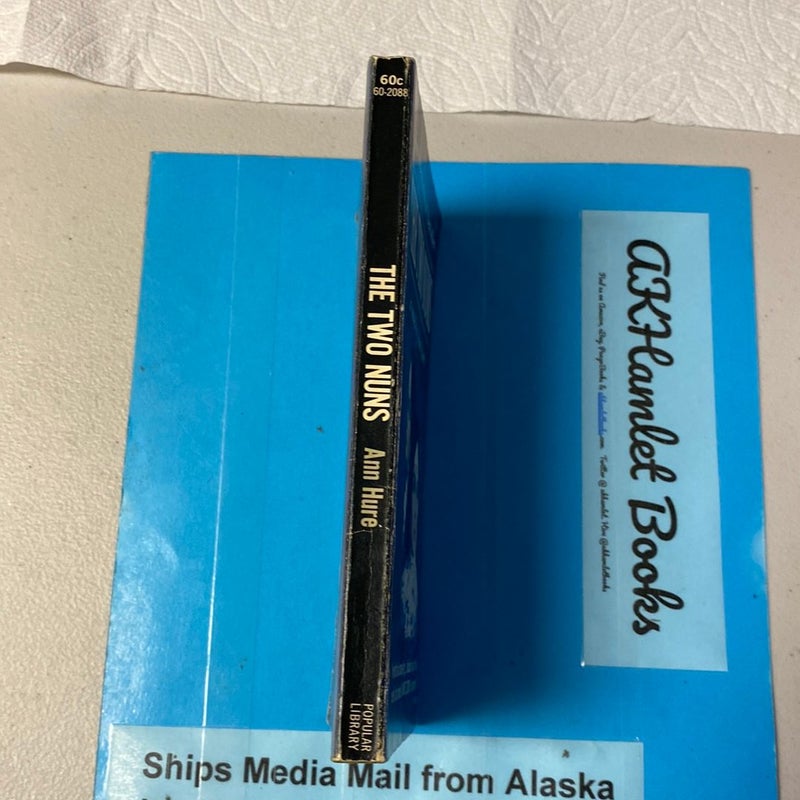 60c
60-2088
THE TWO NUNS Ann Huré
POPULAR
LIBRARY
AKHamlet Books
Ships Media Mail from Alaska